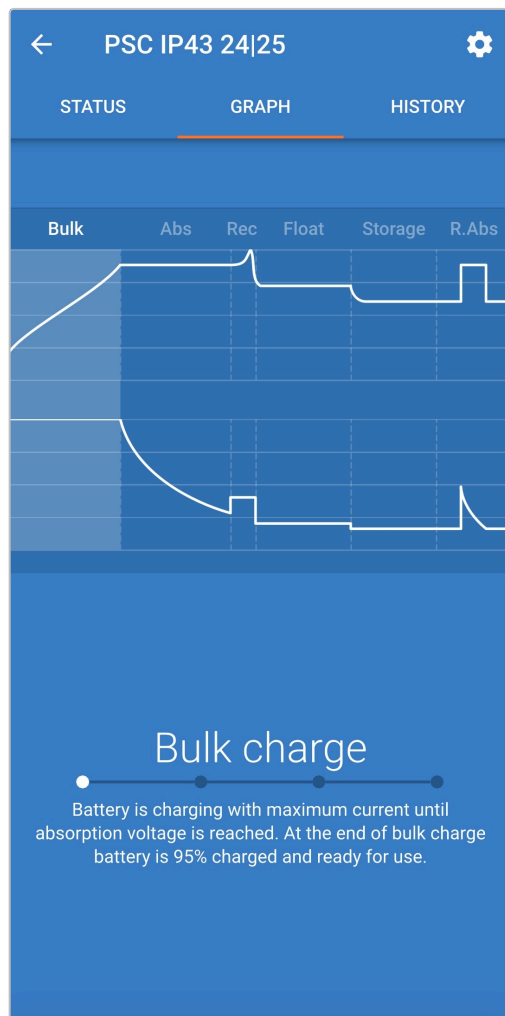 PSC IP43 24|25
STATUS GRAPH HISTORY
Bulk Abs Rec Float Storage R.Abs
Bulk charge
Battery is charging with maximum current until
absorption voltage is reached. At the end of bulk charge
battery is 95% charged and ready for use.